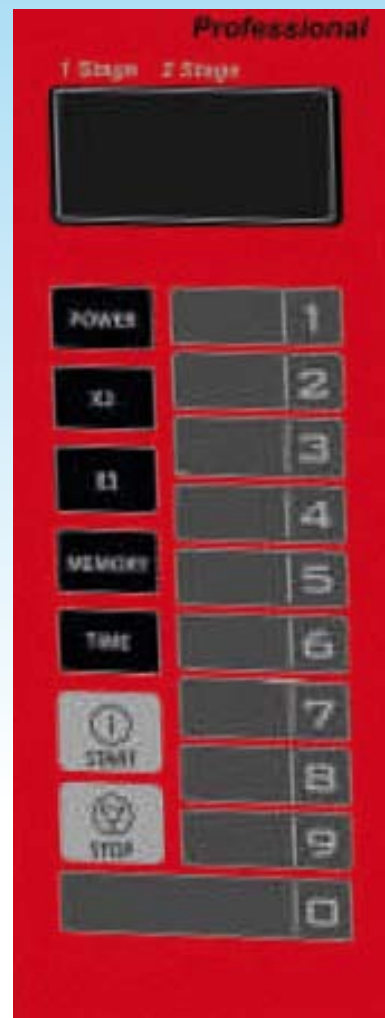 Professional
1 Stage 2 Stage
POWER 1
X2 2
3
MEMORY 4
5
TIME 6
START 7
8
STOP 9
0